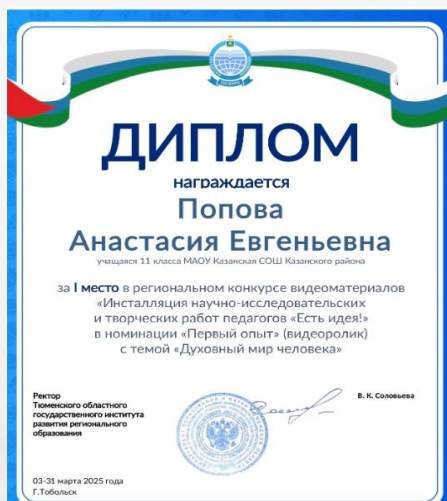 ДИПЛОМ
награждается
Попова
Анастасия Евгеньевна
учащаяся 11 класса МАОУ Казанская СОШ Казанского района
за I место в региональном конкурсе видеоматериалов
«Инсталляция научно-исследовательских
и творческих работ педагогов «Есть идея!»
в номинации «Первый опыт» (видеоролик)
с темой «Духовный мир человека»
Ректор
Тюменского областного
государственного института
развития регионального
образования
В. К. Соловьева
03-31 марта 2025 года
Г.Тобольск